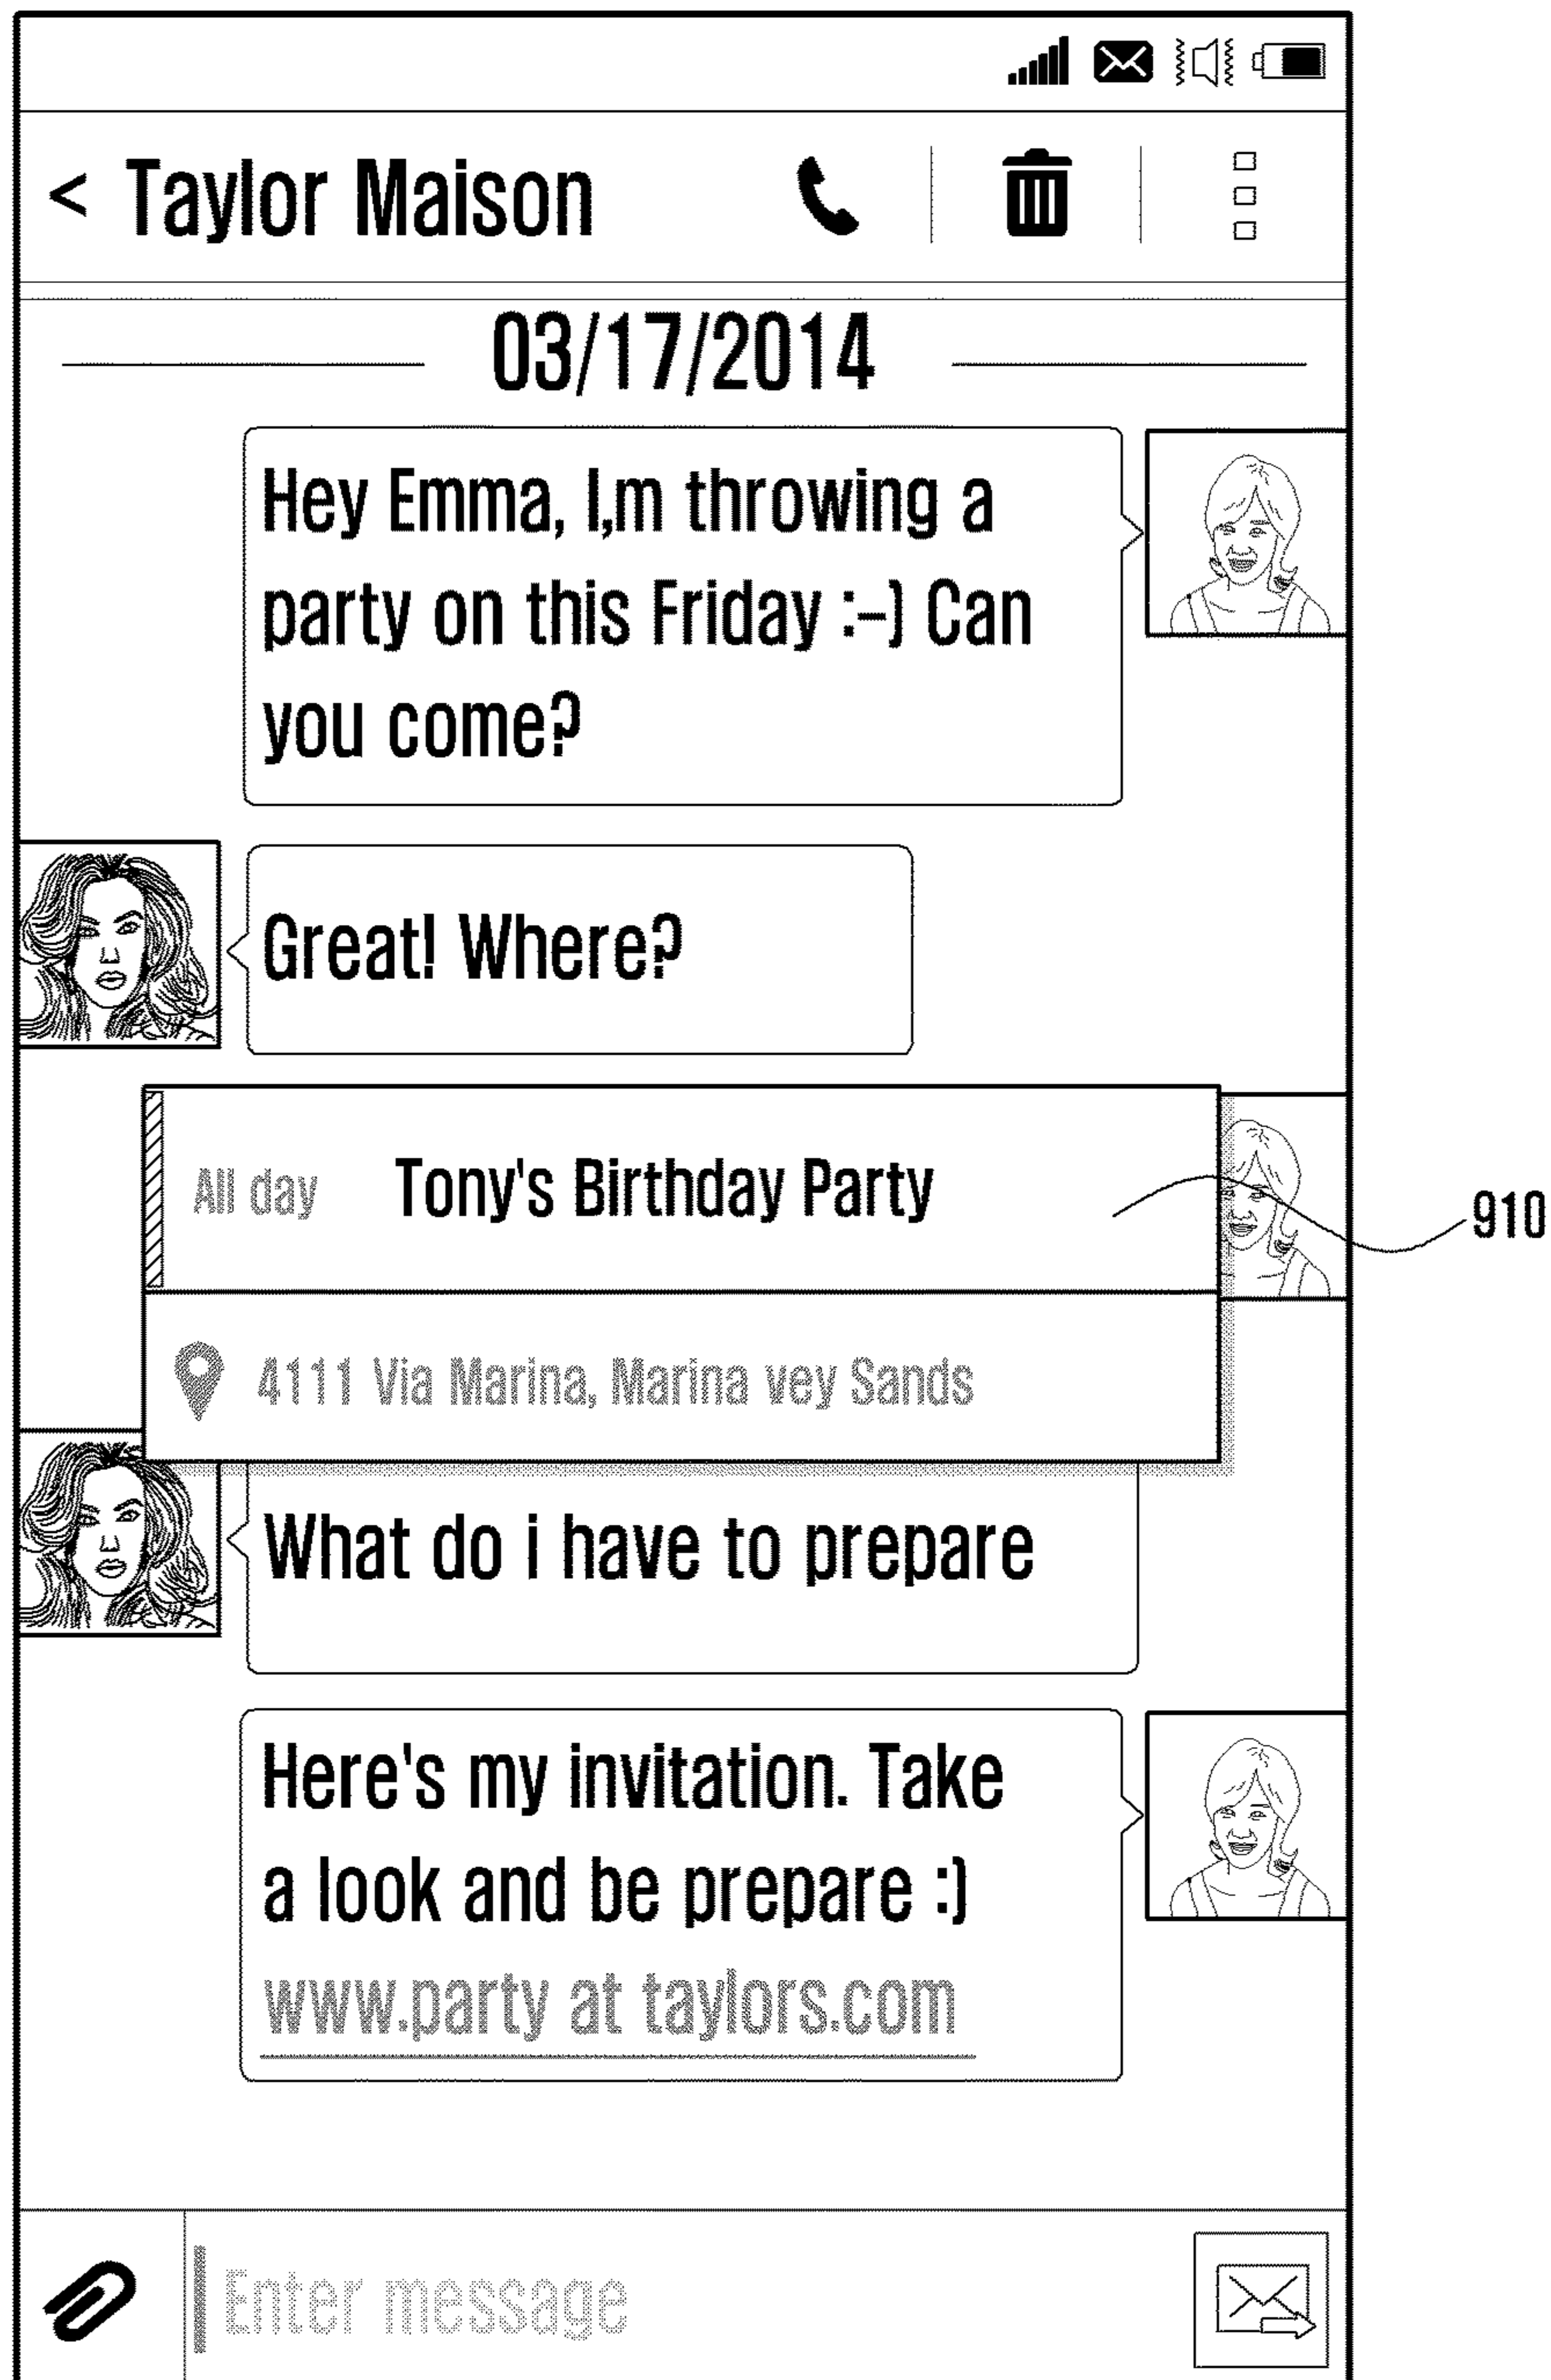 < Taylor Maison
03/17/2014
Hey Emma, I,m throwing a
party on this Friday :-) Can
you come?
Great! Where?
All day Tony's Birthday Party
910
4111 Via Marina, Marina vey Sands
What do i have to prepare
Here's my invitation. Take
a look and be prepare :)
www.party at taylors.com
Enter message